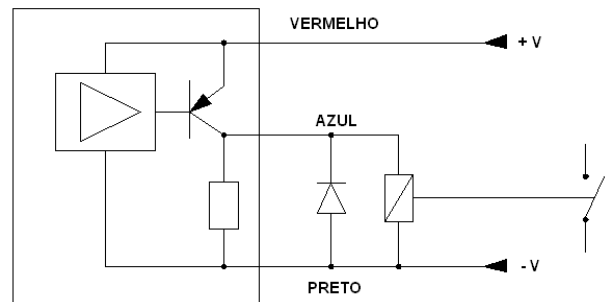 VERMELHO
+ V
AZUL
PRETO
- V